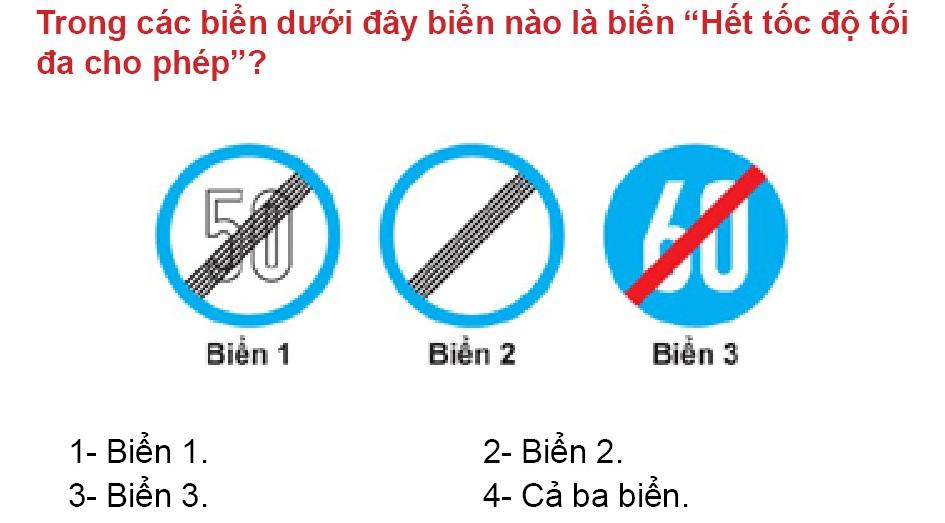 Trong các biển dưới đây biển nào là biển “Hết tốc độ tối
đa cho phép”?
50
60
Biển 1
Biển 2
Biển 3
1- Biển 1.
2- Biển 2.
3- Biển 3.
4- Cả ba biển.